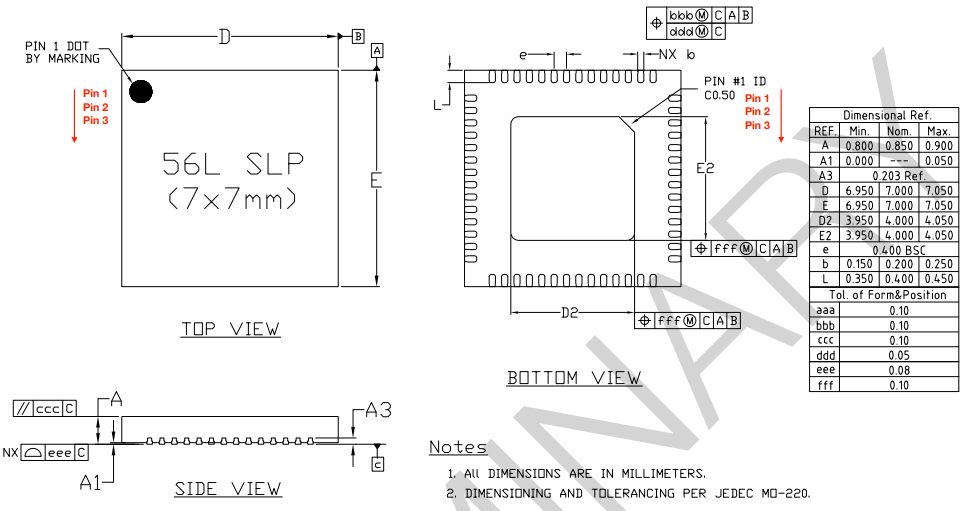 PIN 1 DOT
BY MARKING
D
B
A
Pin 1
Pin 2
Pin 3
56L SLP
(7x7mm)
E
TOP VIEW
bbb Ⓜ C A B
ddd Ⓜ C
e
NX b
L
PIN #1 ID
C0.50
Pin 1
Pin 2
Pin 3
E2
fff Ⓜ C A B
D2
fff Ⓜ C A B
BOTTOM VIEW
Dimensional Ref.
REF. Min. Nom. Max.
A 0.800 0.850 0.900
A1 0.000 --- 0.050
A3 0.203 Ref.
D 6.950 7.000 7.050
E 6.950 7.000 7.050
D2 3.950 4.000 4.050
E2 3.950 4.000 4.050
e 0.400 BSC
b 0.150 0.200 0.250
L 0.350 0.400 0.450
Tol. of Form&Position
aaa 0.10
bbb 0.10
ccc 0.10
ddd 0.05
eee 0.08
fff 0.10
// ccc C
A
A3
NX eee C
A1
c
SIDE VIEW
Notes
1. All DIMENSIONS ARE IN MILLIMETERS.
2. DIMENSIONING AND TOLERANCING PER JEDEC MO-220.
MINARY